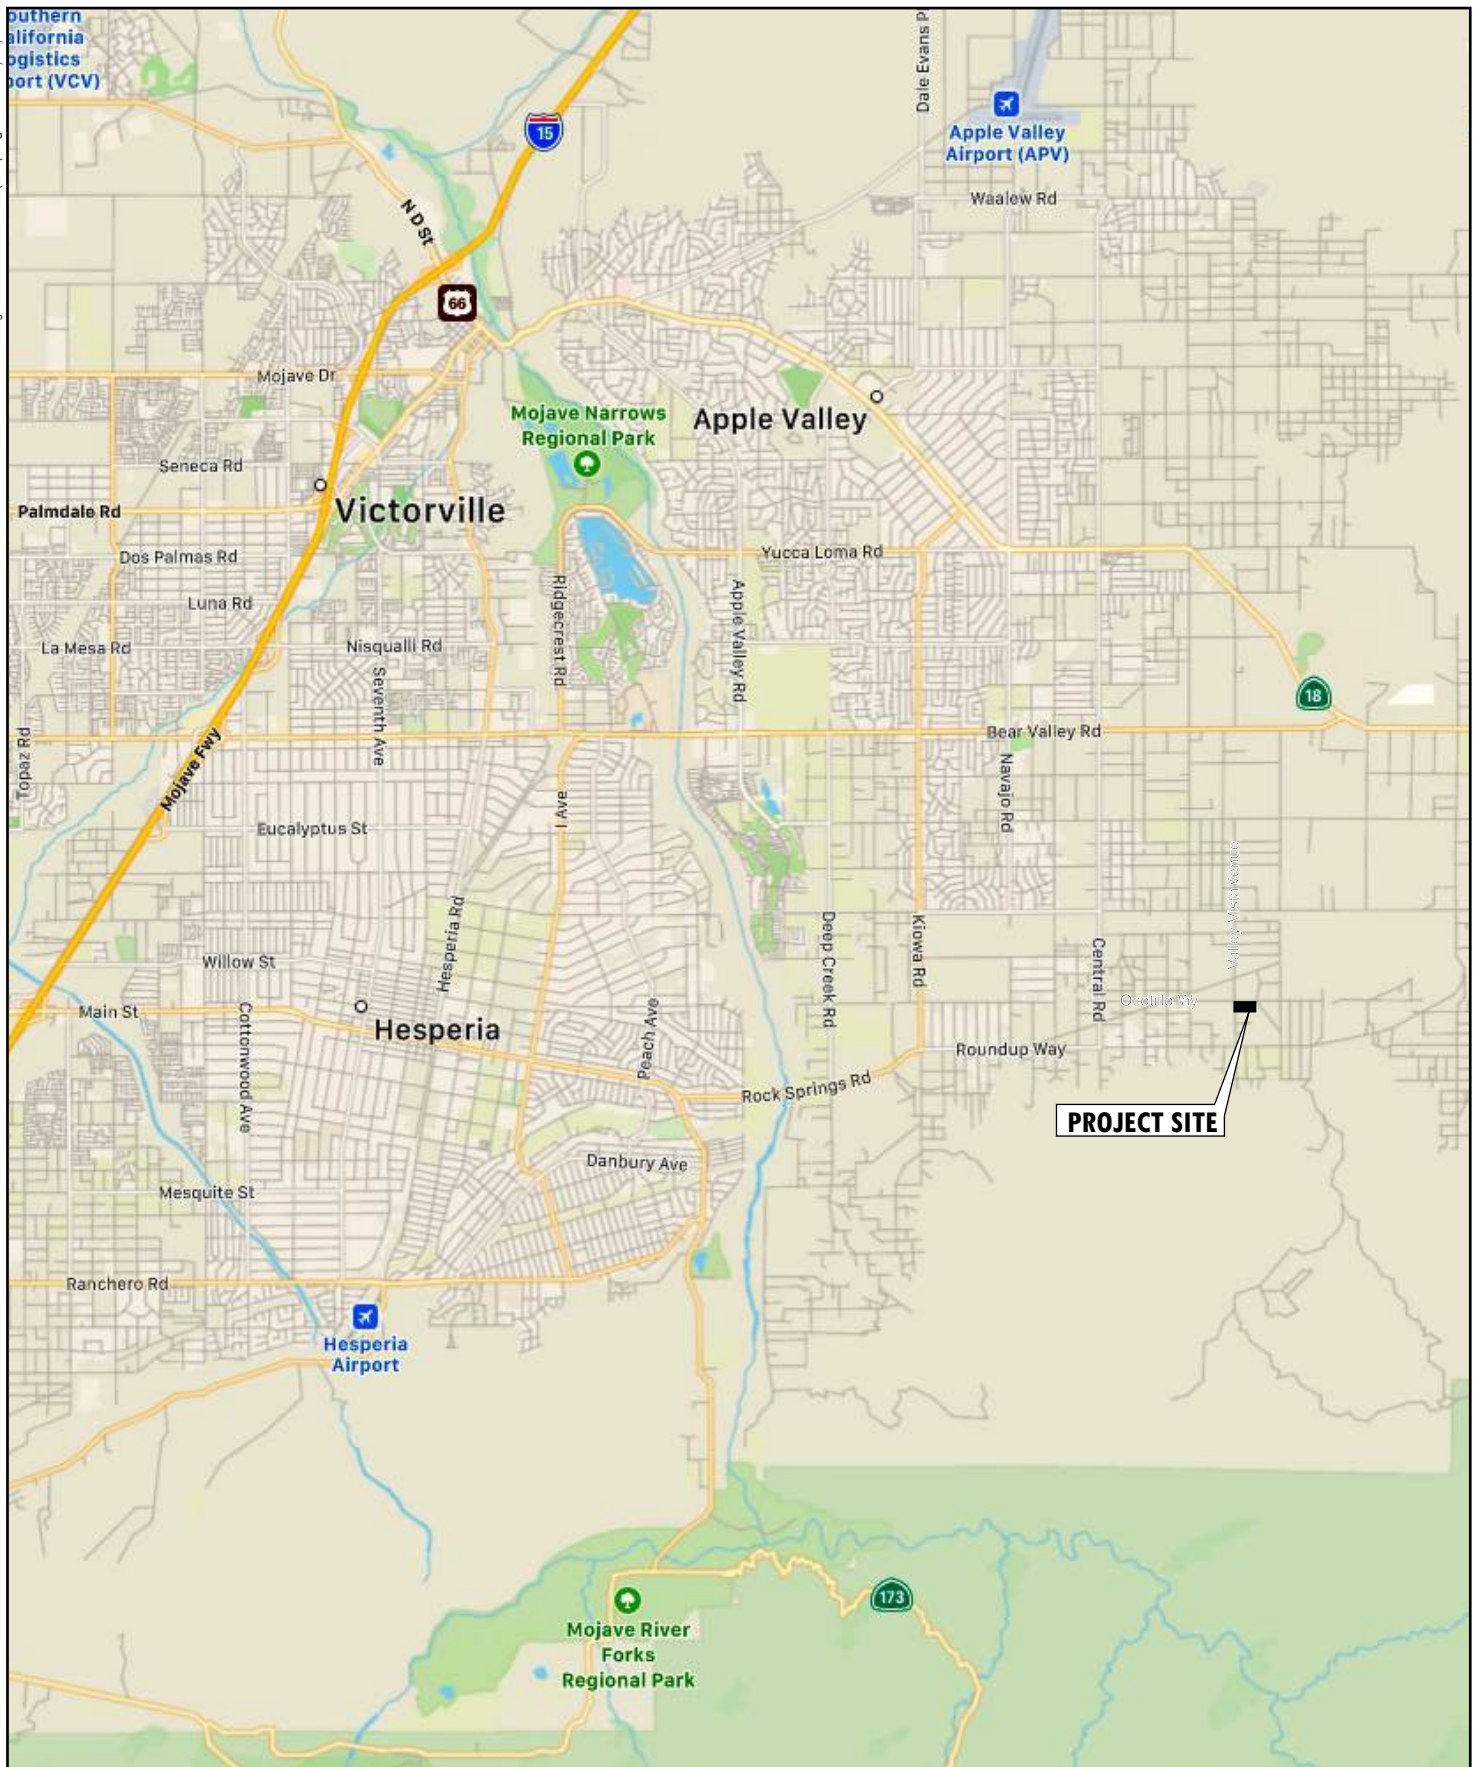 outhern
alifornia
ogistics
port (VCV)
Dale Evans P
15
Apple Valley
Airport (APV)
Waalew Rd
N D St
66
Mojave Dr
Mojave Narrows
Regional Park
Apple Valley
Seneca Rd
Palmdale Rd
Victorville
Dos Palmas Rd
Yucca Loma Rd
Luna Rd
Ridgecrest Rd
Apple Valley Rd
La Mesa Rd
Nisqualli Rd
Seventh Ave
18
Topaz Rd
Mojave Fwy
Bear Valley Rd
Navajo Rd
I Ave
Eucalyptus St
Valley Vista Avenue
Hesperia Rd
Deep Creek Rd
Kiowa Rd
Central Rd
Willow St
Main St
Cottonwood Ave
Hesperia
Peach Ave
Ocotillo Wy
Roundup Way
Rock Springs Rd
PROJECT SITE
Danbury Ave
Mesquite St
Ranchero Rd
Hesperia
Airport
173
Mojave River
Forks
Regional Park